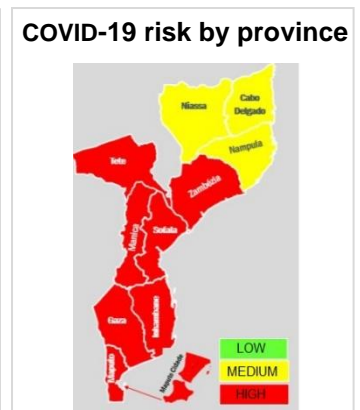 COVID-19 risk by province
Niassa
Cabo
Delgado
Nampula
Tete
Zambézia
Manica
Sofala
Gaza
Inhambane
Maputo
Maputo Cidade
LOW
MEDIUM
HIGH